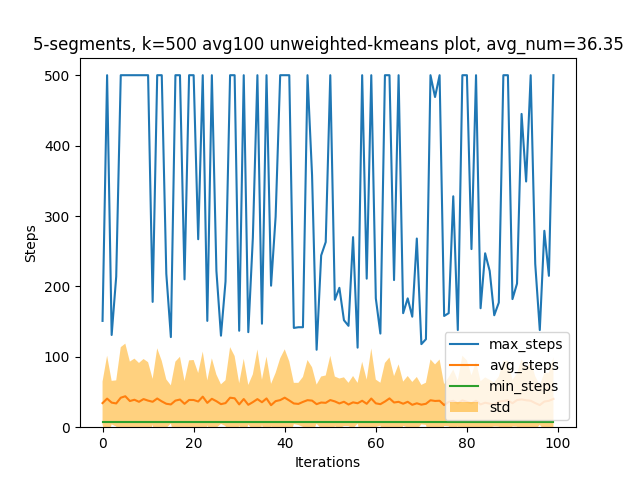 5-segments, k=500 avg100 unweighted-kmeans plot, avg_num=36.35
500
400
300
200
100
0
Steps
0 20 40 60 80 100
Iterations
max_steps
avg_steps
min_steps
std